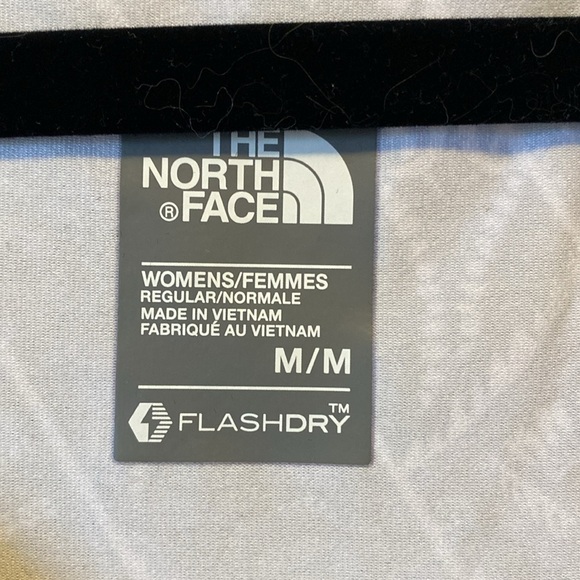 THE
NORTH
® FACE
WOMENS/FEMMES
REGULAR/NORMALE
MADE IN VIETNAM
FABRIQUÉ AU VIETNAM
M/M
FLASHDRY™